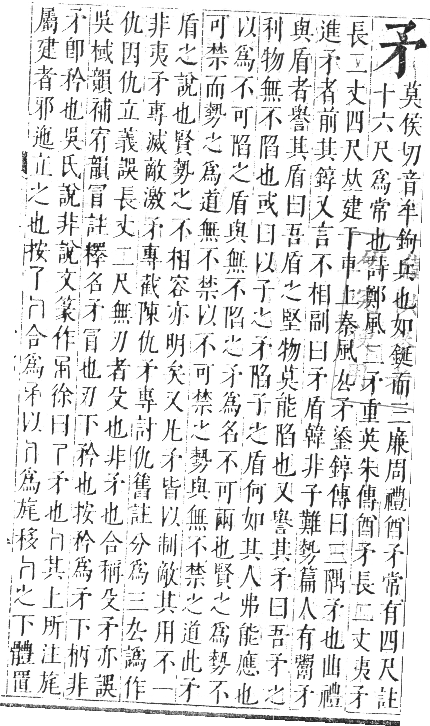 矛莫侯切音牟鉤兵也如鋋而三廉周禮酋矛常有四尺註
十六尺爲常也詩鄭風二矛重英朱傳酋矛長二丈夷矛
長二丈四尺𠀤建于車上秦風厹矛鋈錞傳曰三隅矛也曲禮
進矛者前其錞又言不相副曰矛盾韓非子難勢篇人有鬻矛
與盾者譽其盾曰吾盾之堅物莫能陷也又譽其矛曰吾矛之
利物無不陷也或曰以子之矛陷子之盾何如其人弗能應也
以爲不可陷之盾與無不陷之矛爲名不可兩也賢之爲勢不
可禁而勢之爲道無不禁以不可禁之勢與無不禁之道此矛
盾之說也賢勢之不相容亦明矣又凡矛皆以制敵其用不一
非夷矛專滅敵激矛專截陳仇矛專討仇舊註分爲三厹譌作
仇因仇立義誤長丈二尺無刃者殳也非矛也合稱殳矛亦誤
吳棫韻補宥韻冒註釋名矛冒也刃下矜也按矜爲矛下柄非
矛卽矜也吳氏說非說文篆作徐曰了矛也其上所注旄
屬建者邪迤立之也按了合爲矛以爲旄移之下體置